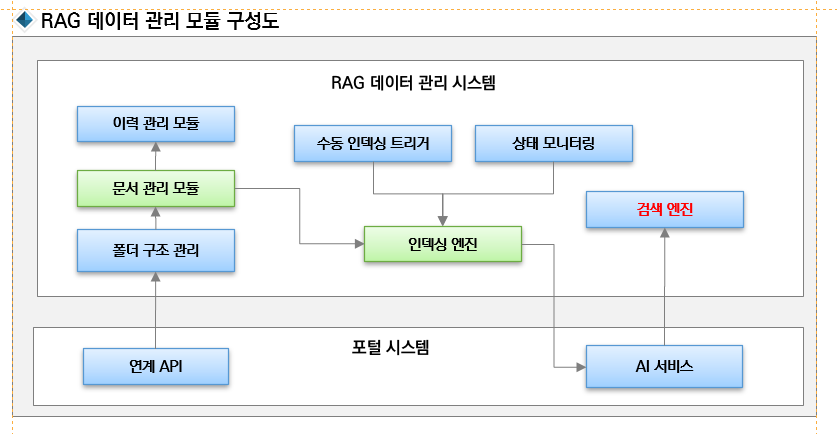 RAG 데이터 관리 모듈 구성도
RAG 데이터 관리 시스템
이력 관리 모듈
수동 인덱싱 트리거
상태 모니터링
문서 관리 모듈
검색 엔진
폴더 구조 관리
인덱싱 엔진
포털 시스템
연계 API
AI 서비스